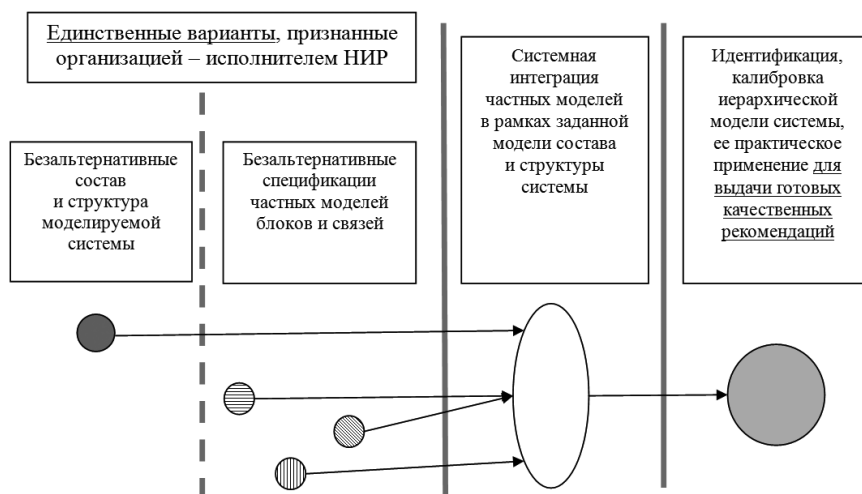 Единственные варианты, признанные
организацией – исполнителем НИР
Безальтернативные
состав
и структура
моделируемой
системы
Безальтернативные
спецификации
частных моделей
блоков и связей
Системная
интеграция
частных моделей
в рамках заданной
модели состава
и структуры
системы
Идентификация,
калибровка
иерархической
модели системы,
ее практическое
применение для
выдачи готовых
качественных
рекомендаций